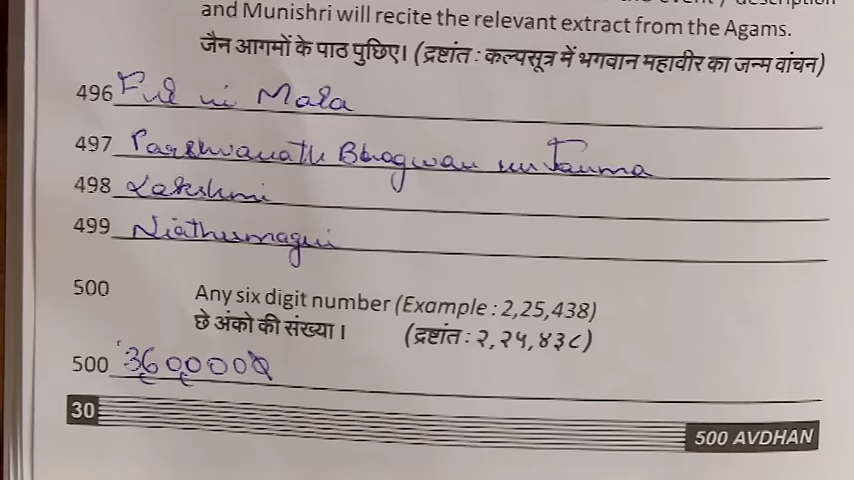 and Munishri will recite the relevant extract from the Agams.
जैन आगमों के पाठ पुछिए। (द्रष्टांत : कल्पसूत्र में भगवान महावीर का जन्म वांचन)
496 Ful ni Mala
497 Parshwanath Bhagwan nu Janma
498 Lakshmi
499
500 Any six digit number (Example : 2,25,438)
छे अंको की संख्या। (द्रष्टांत : २,२५,४३८)
500 360000
30
500 AVDHAN